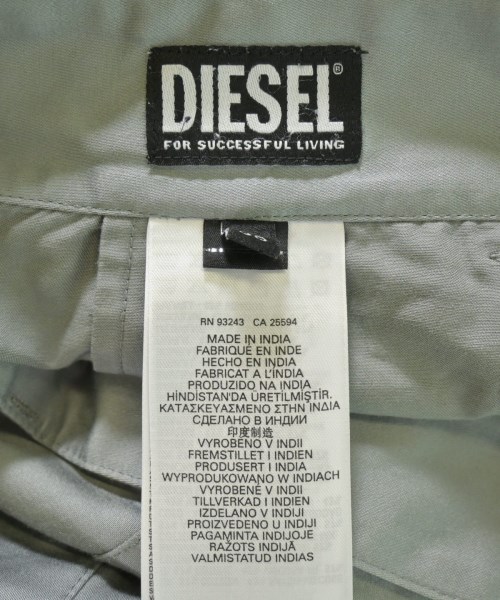 DIESEL®
FOR SUCCESSFUL LIVING
RN 93243 CA 25594
MADE IN INDIA
FABRIQUÉ EN INDE
HECHO EN INDIA
FABRICAT A L'INDIA
PRODUZIDO NA INDIA
HİNDİSTAN'DA ÜRETİLMİŞTİR.
ΚΑΤΑΣΚΕΥΑΣΜΕΝΟ ΣΤΗΝ ΙΝΔΙΑ
СДЕЛАНО В ИНДИИ
印度制造
VYROBENO V INDII
FREMSTILLET I INDIEN
PRODUSERT I INDIA
WYPRODUKOWANO W INDIACH
VYROBENÉ V INDII
TILLVERKAD I INDIEN
IZDELANO V INDIJI
PROIZVEDENO U INDIJI
PAGAMINTA INDIJOJE
RAŽOTS INDIJĀ
VALMISTATUD INDIAS